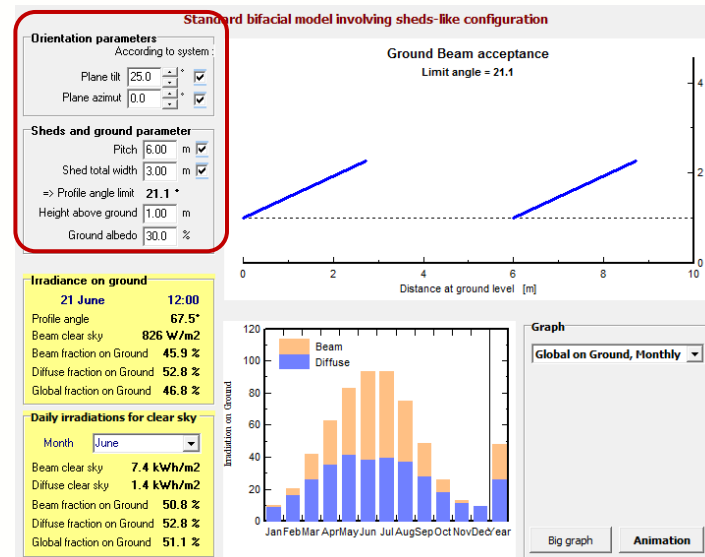 Standard bifacial model involving sheds-like configuration
Orientation parameters
According to system :
Plane tilt 25.0 °
Plane azimut 0.0 °
Sheds and ground parameter
Pitch 6.00 m
Shed total width 3.00 m
=> Profile angle limit 21.1 °
Height above ground 1.00 m
Ground albedo 30.0 %
Ground Beam acceptance
Limit angle = 21.1
4
2
0
0 2 4 6 8 10
Distance at ground level [m]
Irradiance on ground
21 June 12:00
Profile angle 67.5°
Beam clear sky 826 W/m2
Beam fraction on Ground 45.9 %
Diffuse fraction on Ground 52.8 %
Global fraction on Ground 46.8 %
Daily irradiations for clear sky
Month June
Beam clear sky 7.4 kWh/m2
Diffuse clear sky 1.4 kWh/m2
Beam fraction on Ground 50.8 %
Diffuse fraction on Ground 52.8 %
Global fraction on Ground 51.1 %
Irradiation on Ground
120
100
80
60
40
20
0
Beam
Diffuse
Jan Feb Mar Apr May Jun Jul Aug Sep Oct Nov Dec Year
Graph
Global on Ground, Monthly
Big graph
Animation